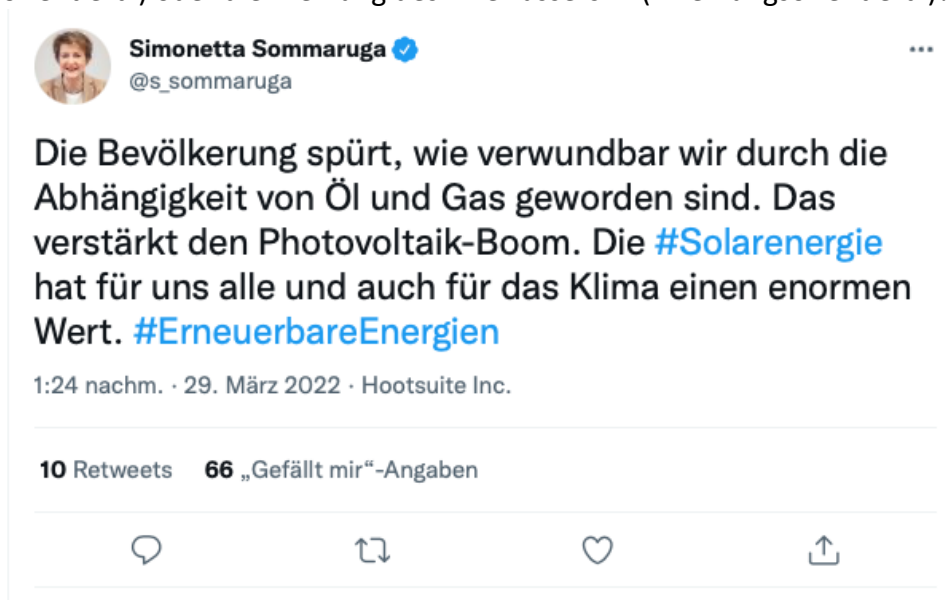 Simonetta Sommaruga
@s_sommaruga
Die Bevölkerung spürt, wie verwundbar wir durch die
Abhängigkeit von Öl und Gas geworden sind. Das
verstärkt den Photovoltaik-Boom. Die #Solarenergie
hat für uns alle und auch für das Klima einen enormen
Wert. #ErneuerbareEnergien
1:24 nachm. · 29. März 2022 · Hootsuite Inc.
10 Retweets 66 „Gefällt mir“-Angaben